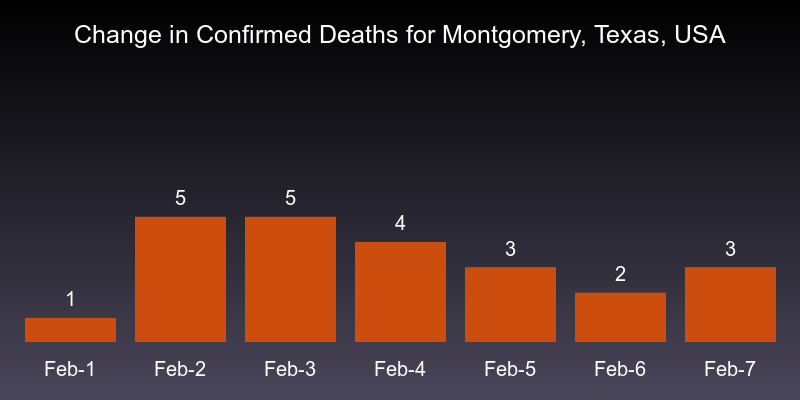 Change in Confirmed Deaths for Montgomery, Texas, USA
1 5 5 4 3 2 3
Feb-1 Feb-2 Feb-3 Feb-4 Feb-5 Feb-6 Feb-7